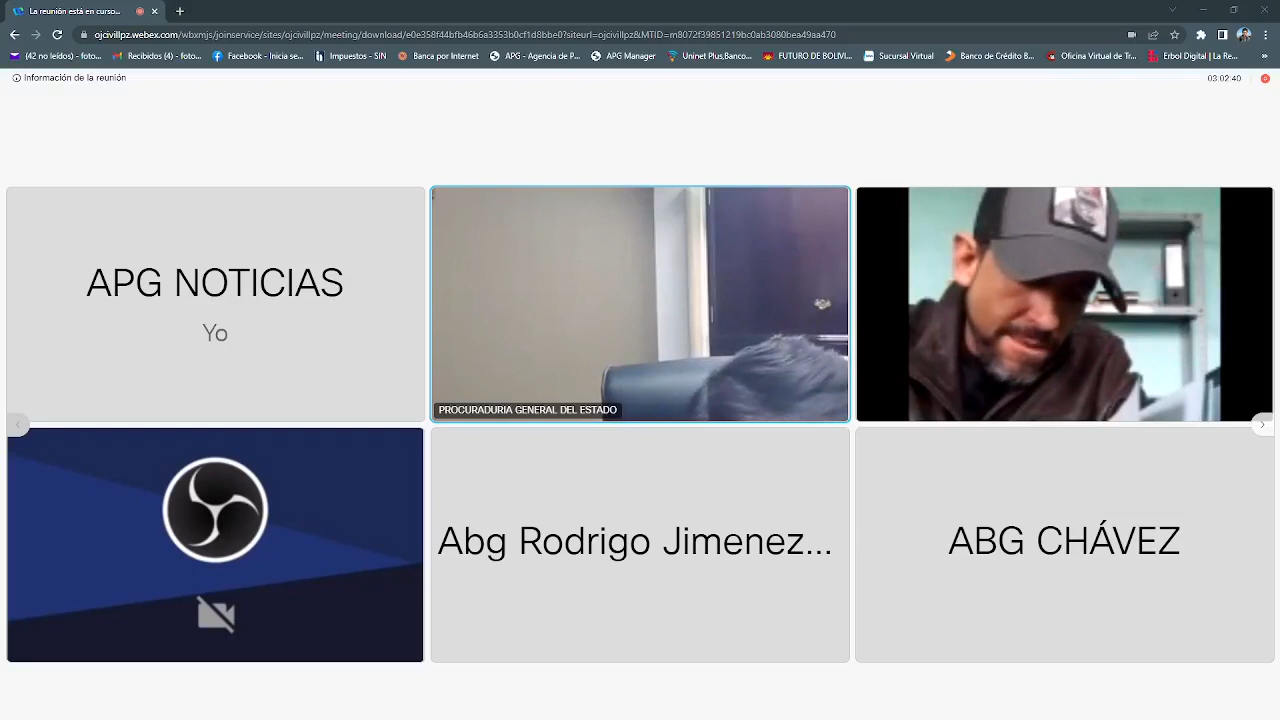 La reunión está en curso...
ojcivillpz.webex.com/wbxmjs/joinservice/sites/ojcivillpz/meeting/download/e0e358f44bfb45b6a3353b0cf1d8bbe0?siteurl=ojcivillpz&MTID=m8072f39851219bc0ab3080bea49aa470
(42 no leídos) - fotos...
Recibidos (4) - foto...
Facebook - Inicia se...
Impuestos – SIN
Banca por Internet
APG - Agencia de P...
APG Manager
Uninet Plus,Banco...
FUTURO DE BOLIVI...
Sucursal Virtual
Banco de Crédito B...
Oficina Virtual de Tr...
Erbol Digital | La Re...
»
Información de la reunión
03:02:40
APG NOTICIAS
Yo
PROCURADURIA GENERAL DEL ESTADO
Abg Rodrigo Jimenez...
ABG CHÁVEZ